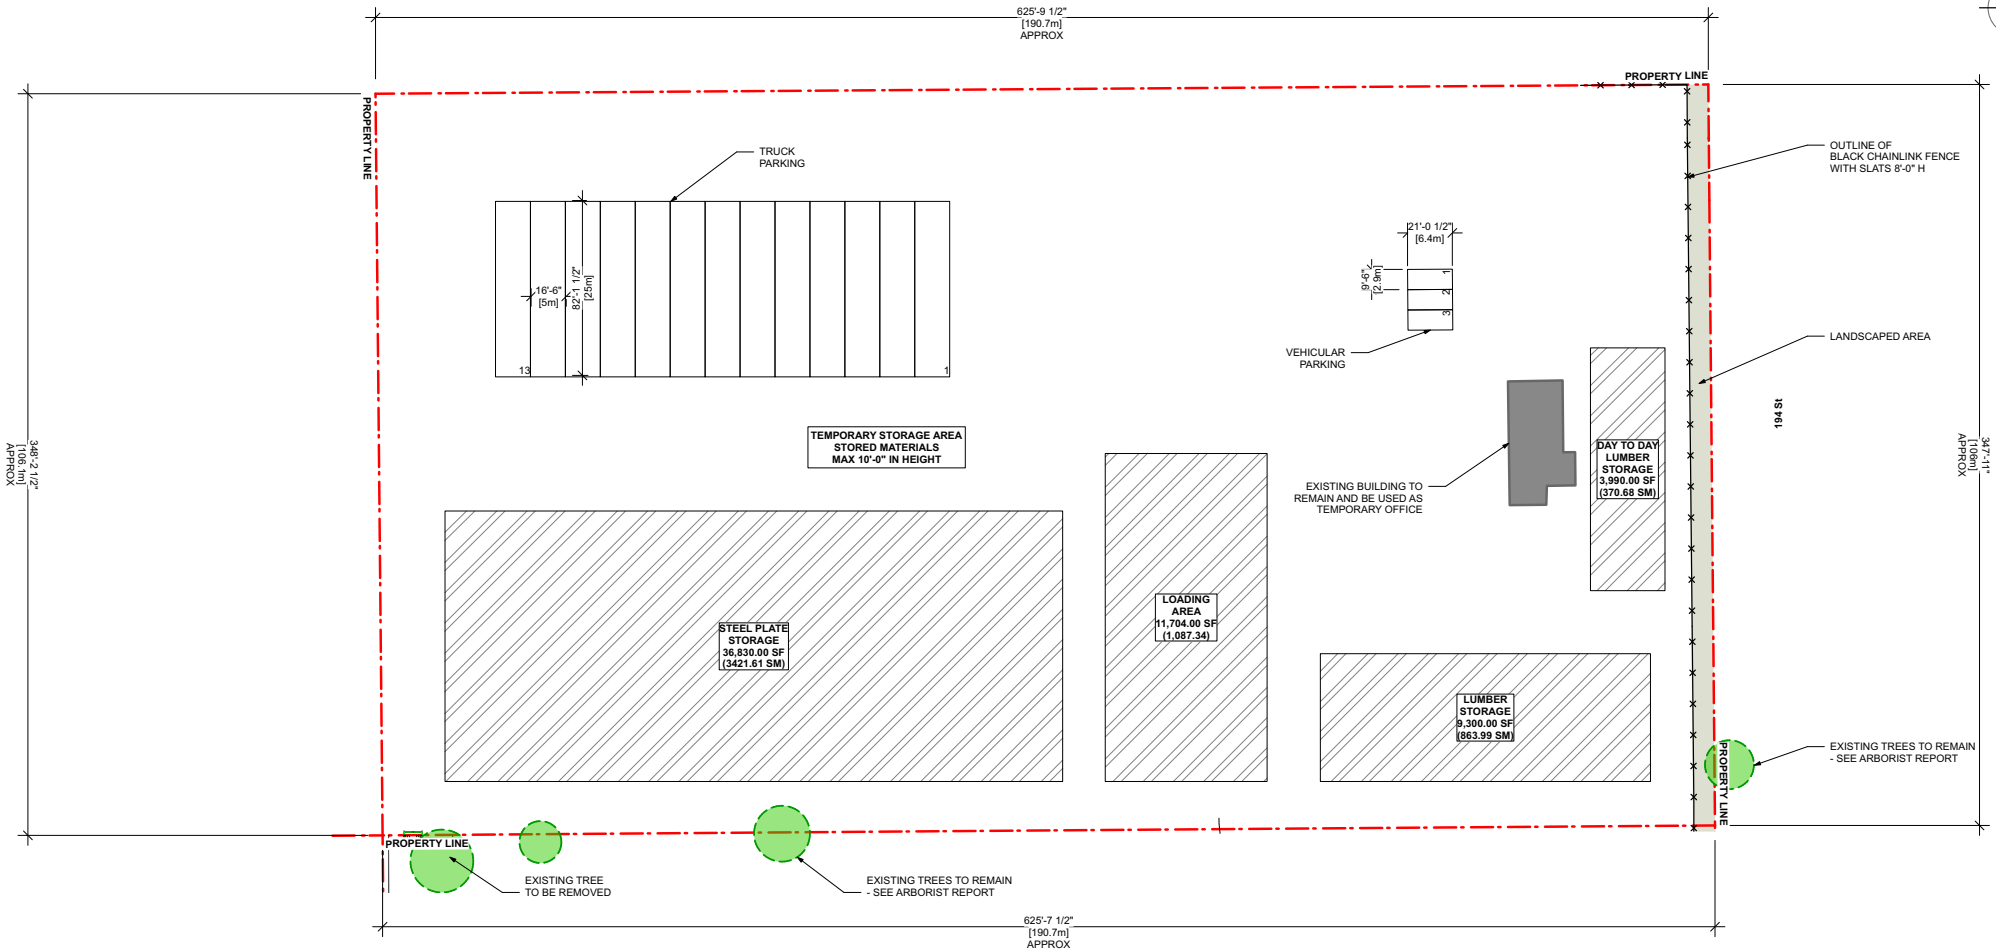 625'-9 1/2"
[190.7m]
APPROX
PROPERTY LINE
PROPERTY LINE
TRUCK
PARKING
OUTLINE OF
BLACK CHAINLINK FENCE
WITH SLATS 8'-0" H
21'-0 1/2"
[6.4m]
9'-6"
[2.9m]
1
2
3
16'-6"
[5m]
82'-1 1/2"
[25m]
13
1
VEHICULAR
PARKING
LANDSCAPED AREA
194 St
348'-2 1/2"
[106.1m]
APPROX
347'-11"
[106m]
APPROX
TEMPORARY STORAGE AREA
STORED MATERIALS
MAX 10'-0" IN HEIGHT
EXISTING BUILDING TO
REMAIN AND BE USED AS
TEMPORARY OFFICE
DAY TO DAY
LUMBER
STORAGE
3,990.00 SF
(370.68 SM)
STEEL PLATE
STORAGE
36,830.00 SF
(3421.61 SM)
LOADING
AREA
11,704.00 SF
(1,087.34)
LUMBER
STORAGE
9,300.00 SF
(863.99 SM)
PROPERTY LINE
EXISTING TREES TO REMAIN
- SEE ARBORIST REPORT
PROPERTY LINE
EXISTING TREE
TO BE REMOVED
EXISTING TREES TO REMAIN
- SEE ARBORIST REPORT
625'-7 1/2"
[190.7m]
APPROX